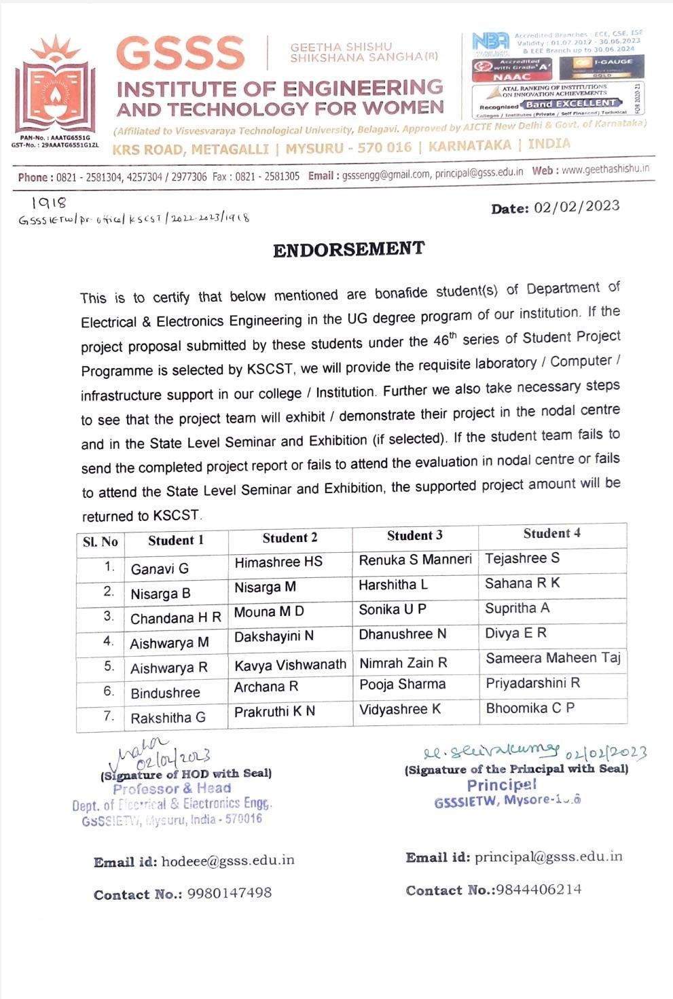 GSSS
GEETHA SHISHU
SHIKSHANA SANGHA(R)
INSTITUTE OF ENGINEERING
AND TECHNOLOGY FOR WOMEN
Accredited Branches : ECE, CSE, ISE
Validity : 01.07.2017 - 30.06.2023
& EEE Branch up to 30.06.2024
NBA
Accredited
with Grade 'A'
NAAC
I-GAUGE
GOLD
ATAL RANKING OF INSTITUTIONS
ON INNOVATION ACHIEVEMENTS
Recognised Band EXCELLENT
Colleges / Institutes (Private / Self Financed) Technical
FOR 2020-21
PAN-No. : AAATG6551G
GST-No. : 29AAATG6551G1ZL
(Affiliated to Visvesvaraya Technological University, Belagavi. Approved by AICTE New Delhi & Govt. of Karnataka)
KRS ROAD, METAGALLI | MYSURU - 570 016 | KARNATAKA | INDIA
Phone : 0821 - 2581304, 4257304 / 2977306 Fax : 0821 - 2581305 Email : gsssengg@gmail.com, principal@gsss.edu.in Web : www.geethashishu.in
1918
GSSSIETW/pr. office/KSCST/2022-2023/1918
Date: 02/02/2023
ENDORSEMENT
This is to certify that below mentioned are bonafide student(s) of Department of
Electrical & Electronics Engineering in the UG degree program of our institution. If the
project proposal submitted by these students under the 46th series of Student Project
Programme is selected by KSCST, we will provide the requisite laboratory / Computer /
infrastructure support in our college / Institution. Further we also take necessary steps
to see that the project team will exhibit / demonstrate their project in the nodal centre
and in the State Level Seminar and Exhibition (if selected). If the student team fails to
send the completed project report or fails to attend the evaluation in nodal centre or fails
to attend the State Level Seminar and Exhibition, the supported project amount will be
returned to KSCST.
Sl. No Student 1 Student 2 Student 3 Student 4
1. Ganavi G Himashree HS Renuka S Manneri Tejashree S
2. Nisarga B Nisarga M Harshitha L Sahana R K
3. Chandana H R Mouna M D Sonika U P Supritha A
4. Aishwarya M Dakshayini N Dhanushree N Divya E R
5. Aishwarya R Kavya Vishwanath Nimrah Zain R Sameera Maheen Taj
6. Bindushree Archana R Pooja Sharma Priyadarshini R
7. Rakshitha G Prakruthi K N Vidyashree K Bhoomika C P
02/02/2023
(Signature of HOD with Seal)
Professor & Head
Dept. of Electrical & Electronics Engg.
GSSSIETW, Mysuru, India - 570016
M. Shivakumar 02/02/2023
(Signature of the Principal with Seal)
Principal
GSSSIETW, Mysore-
Email id: hodeee@gsss.edu.in
Contact No.: 9980147498
Email id: principal@gsss.edu.in
Contact No.:9844406214